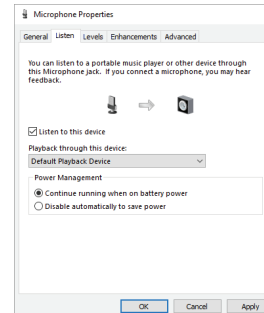 Microphone Properties
General Listen Levels Enhancements Advanced
You can listen to a portable music player or other device through
this Microphone jack. If you connect a microphone, you may hear
feedback.
Listen to this device
Playback through this device:
Default Playback Device
Power Management
Continue running when on battery power
Disable automatically to save power
OK Cancel Apply